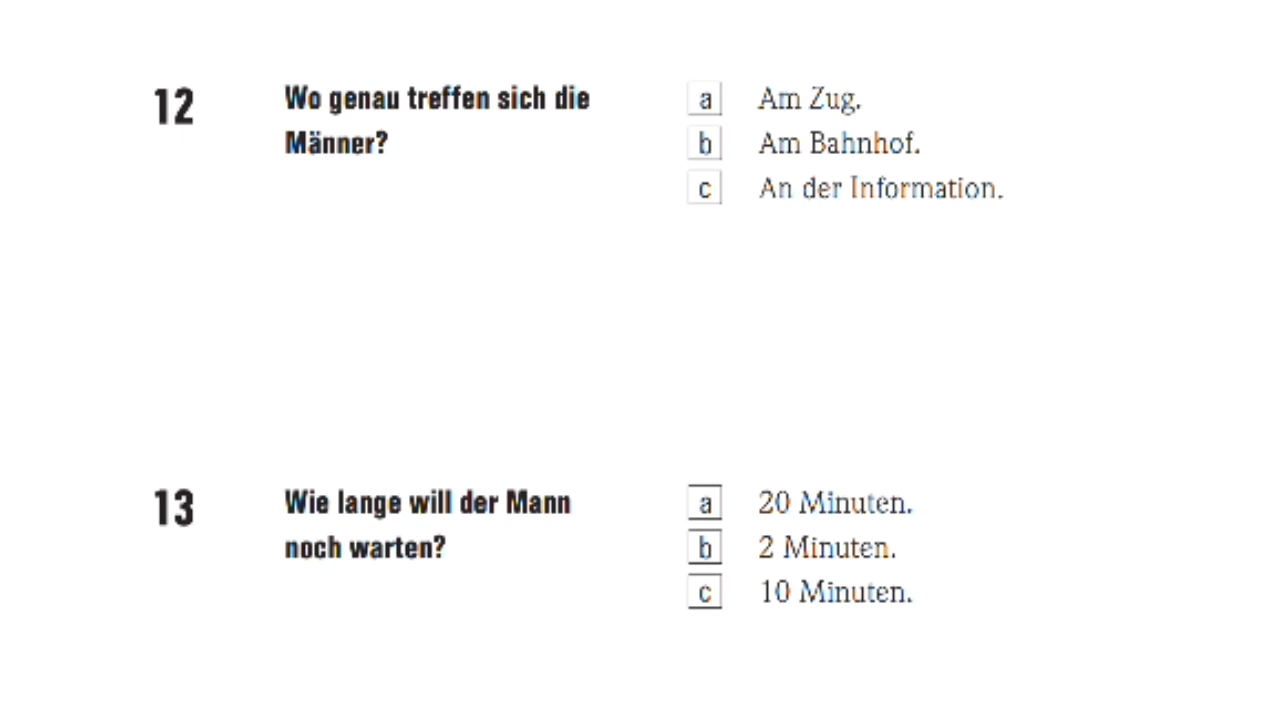 12 Wo genau treffen sich die a Am Zug.
Männer? b Am Bahnhof.
c An der Information.
13 Wie lange will der Mann a 20 Minuten.
noch warten? b 2 Minuten.
c 10 Minuten.